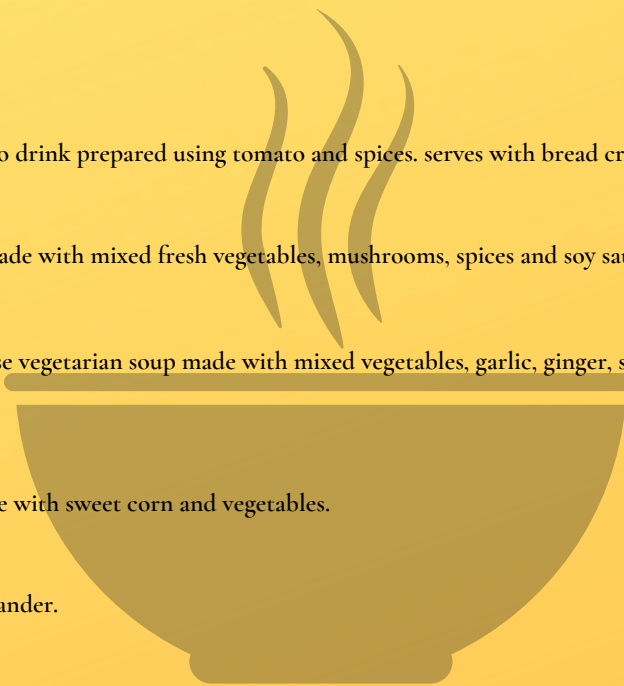 o drink prepared using tomato and spices. serves with bread cr
ade with mixed fresh vegetables, mushrooms, spices and soy sau
se vegetarian soup made with mixed vegetables, garlic, ginger, s
e with sweet corn and vegetables.
ander.